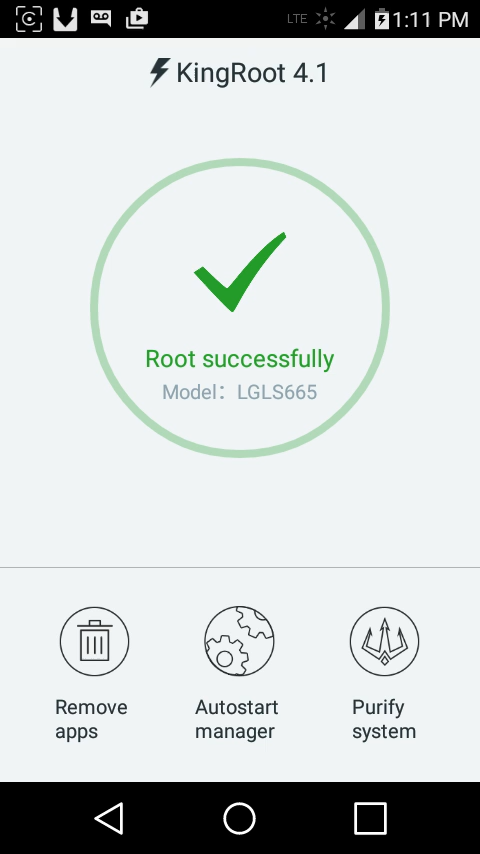 LTE 1:11 PM
KingRoot 4.1
Root successfully
Model：LGLS665
Remove apps
Autostart manager
Purify system